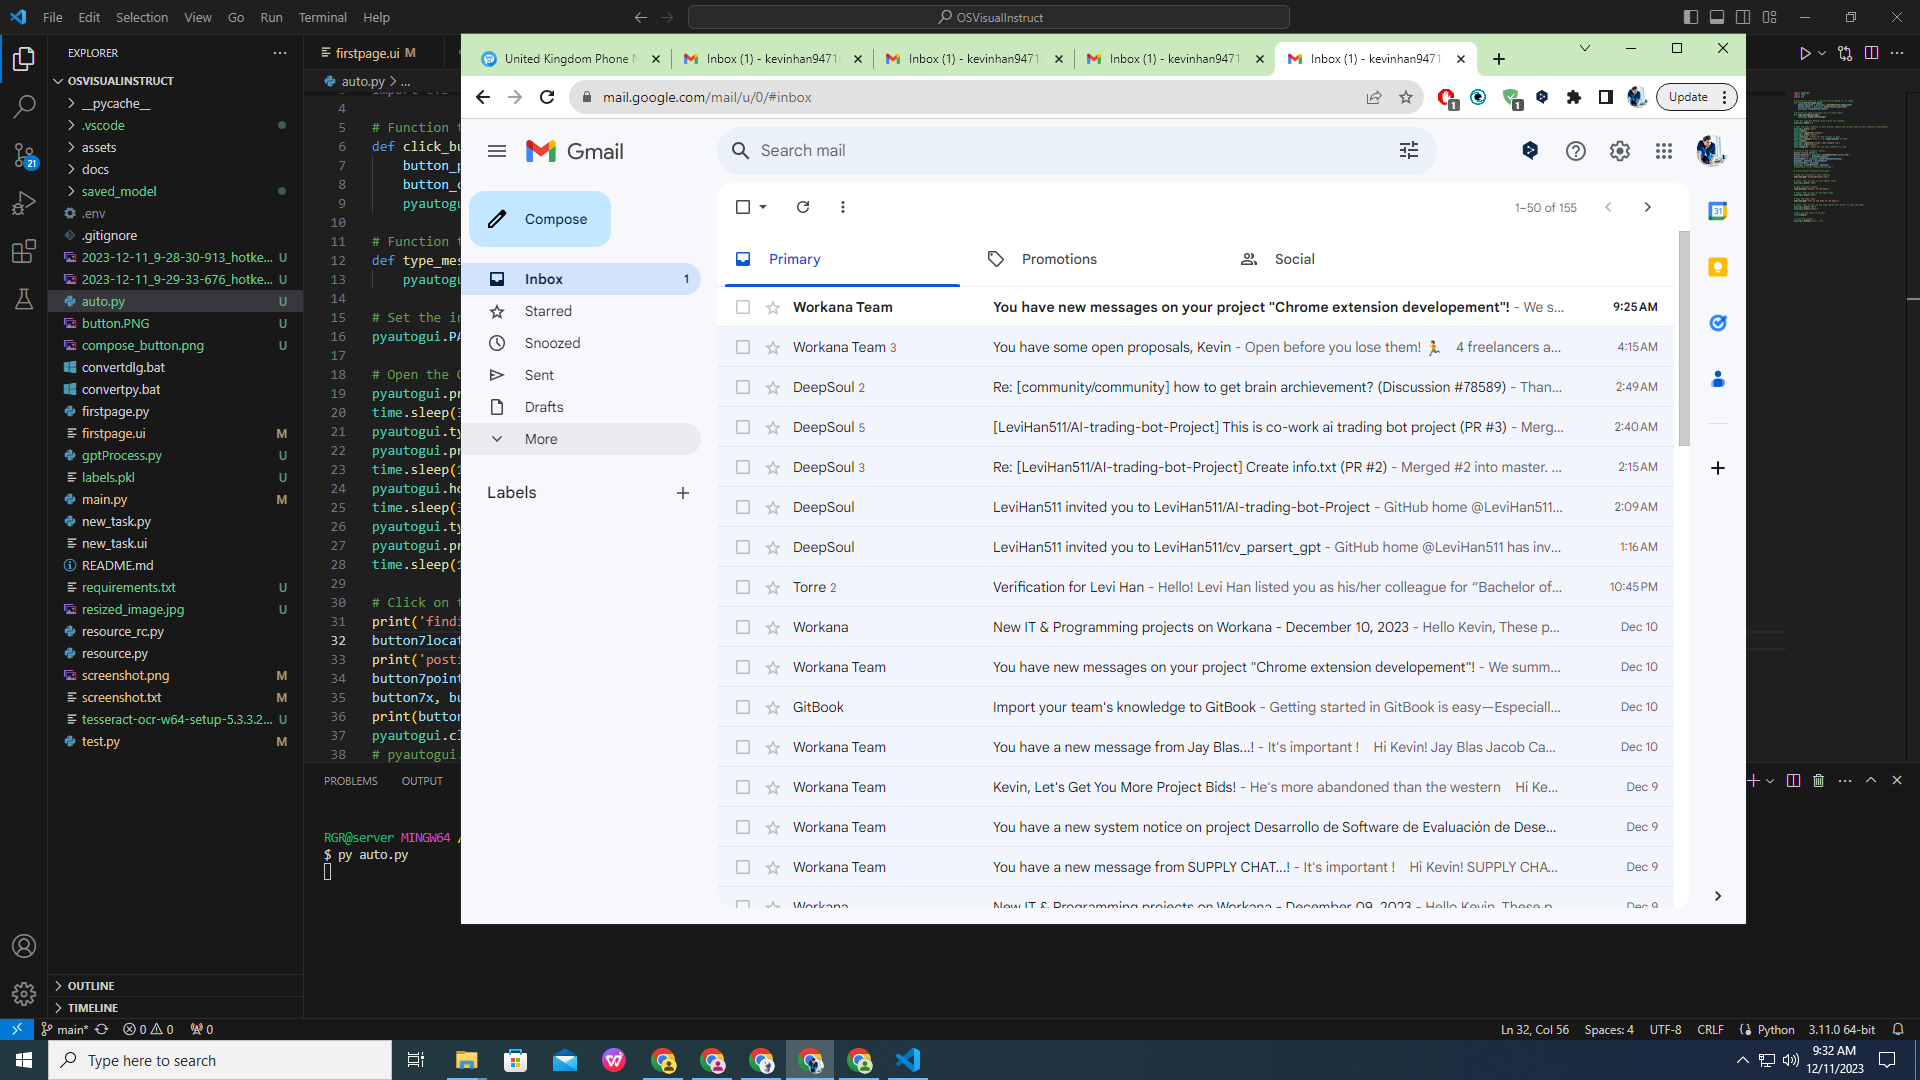 File Edit Selection View Go Run Terminal Help
OSVisualInstruct
EXPLORER
OSVISUALINSTRUCT
__pycache__
.vscode
assets
docs
saved_model
.env
.gitignore
2023-12-11_9-28-30-913_hotke... U
2023-12-11_9-29-33-676_hotke... U
auto.py U
button.PNG U
compose_button.png U
convertdlg.bat
convertpy.bat
firstpage.py
firstpage.ui M
gptProcess.py U
labels.pkl U
main.py M
new_task.py
new_task.ui
README.md
requirements.txt U
resized_image.jpg U
resource_rc.py
resource.py
screenshot.png M
screenshot.txt M
tesseract-ocr-w64-setup-5.3.3.2... U
test.py M
OUTLINE
TIMELINE
21
firstpage.ui M
auto.py > ...
4
5 # Function t
6 def click_bu
7 button_p
8 button_c
9 pyautogu
10
11 # Function t
12 def type_mes
13 pyautogu
14
15 # Set the in
16 pyautogui.PA
17
18 # Open the C
19 pyautogui.pr
20 time.sleep(
21 pyautogui.ty
22 pyautogui.pr
23 time.sleep(
24 pyautogui.ho
25 time.sleep(
26 pyautogui.ty
27 pyautogui.pr
28 time.sleep(
29
30 # Click on t
31 print('findi
32 button7locat
33 print('posti
34 button7point
35 button7x, bu
36 print(button
37 pyautogui.cl
38 # pyautogui.
PROBLEMS OUTPUT
RGR@server MINGW64 /
$ py auto.py
United Kingdom Phone N
Inbox (1) - kevinhan9471
Inbox (1) - kevinhan9471
Inbox (1) - kevinhan9471
Inbox (1) - kevinhan9471
mail.google.com/mail/u/0/#inbox
1
1
Update
Gmail
Search mail
Compose
Inbox 1
Starred
Snoozed
Sent
Drafts
More
Labels
1–50 of 155
Primary Promotions Social
31
Workana Team You have new messages on your project "Chrome extension developement"! - We s... 9:25 AM
Workana Team 3 You have some open proposals, Kevin - Open before you lose them! 🏃 4 freelancers a... 4:15 AM
DeepSoul 2 Re: [community/community] how to get brain archievement? (Discussion #78589) - Than... 2:49 AM
DeepSoul 5 [LeviHan511/AI-trading-bot-Project] This is co-work ai trading bot project (PR #3) - Merg... 2:40 AM
DeepSoul 3 Re: [LeviHan511/AI-trading-bot-Project] Create info.txt (PR #2) - Merged #2 into master. ... 2:15 AM
DeepSoul LeviHan511 invited you to LeviHan511/AI-trading-bot-Project - GitHub home @LeviHan511... 2:09 AM
DeepSoul LeviHan511 invited you to LeviHan511/cv_parsert_gpt - GitHub home @LeviHan511 has inv... 1:16 AM
Torre 2 Verification for Levi Han - Hello! Levi Han listed you as his/her colleague for “Bachelor of... 10:45 PM
Workana New IT & Programming projects on Workana - December 10, 2023 - Hello Kevin, These p... Dec 10
Workana Team You have new messages on your project "Chrome extension developement"! - We summ... Dec 10
GitBook Import your team's knowledge to GitBook - Getting started in GitBook is easy—Especiall... Dec 10
Workana Team You have a new message from Jay Blas...! - It's important ! Hi Kevin! Jay Blas Jacob Ca... Dec 10
Workana Team Kevin, Let's Get You More Project Bids! - He's more abandoned than the western Hi Ke... Dec 9
Workana Team You have a new system notice on project Desarrollo de Software de Evaluación de Dese... Dec 9
Workana Team You have a new message from SUPPLY CHAT...! - It's important ! Hi Kevin! SUPPLY CHA... Dec 9
Workana New IT & Programming projects on Workana - December 09, 2023 - Hello Kevin, These p... Dec 9
main* 0 0 0
Ln 32, Col 56 Spaces: 4 UTF-8 CRLF Python 3.11.0 64-bit
Type here to search
9:32 AM
12/11/2023